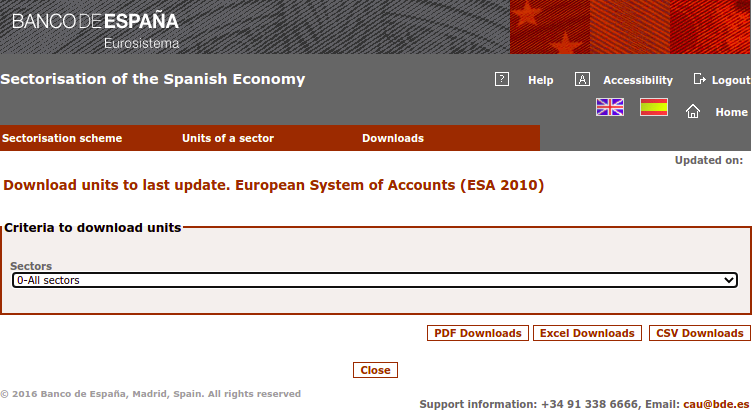 BANCODEESPAÑA
Eurosistema
Sectorisation of the Spanish Economy
? Help A Accessibility Logout
Home
Sectorisation scheme Units of a sector Downloads
Updated on:
Download units to last update. European System of Accounts (ESA 2010)
Criteria to download units
Sectors
0-All sectors
PDF Downloads Excel Downloads CSV Downloads
Close
© 2016 Banco de España, Madrid, Spain. All rights reserved
Support information: +34 91 338 6666, Email: cau@bde.es